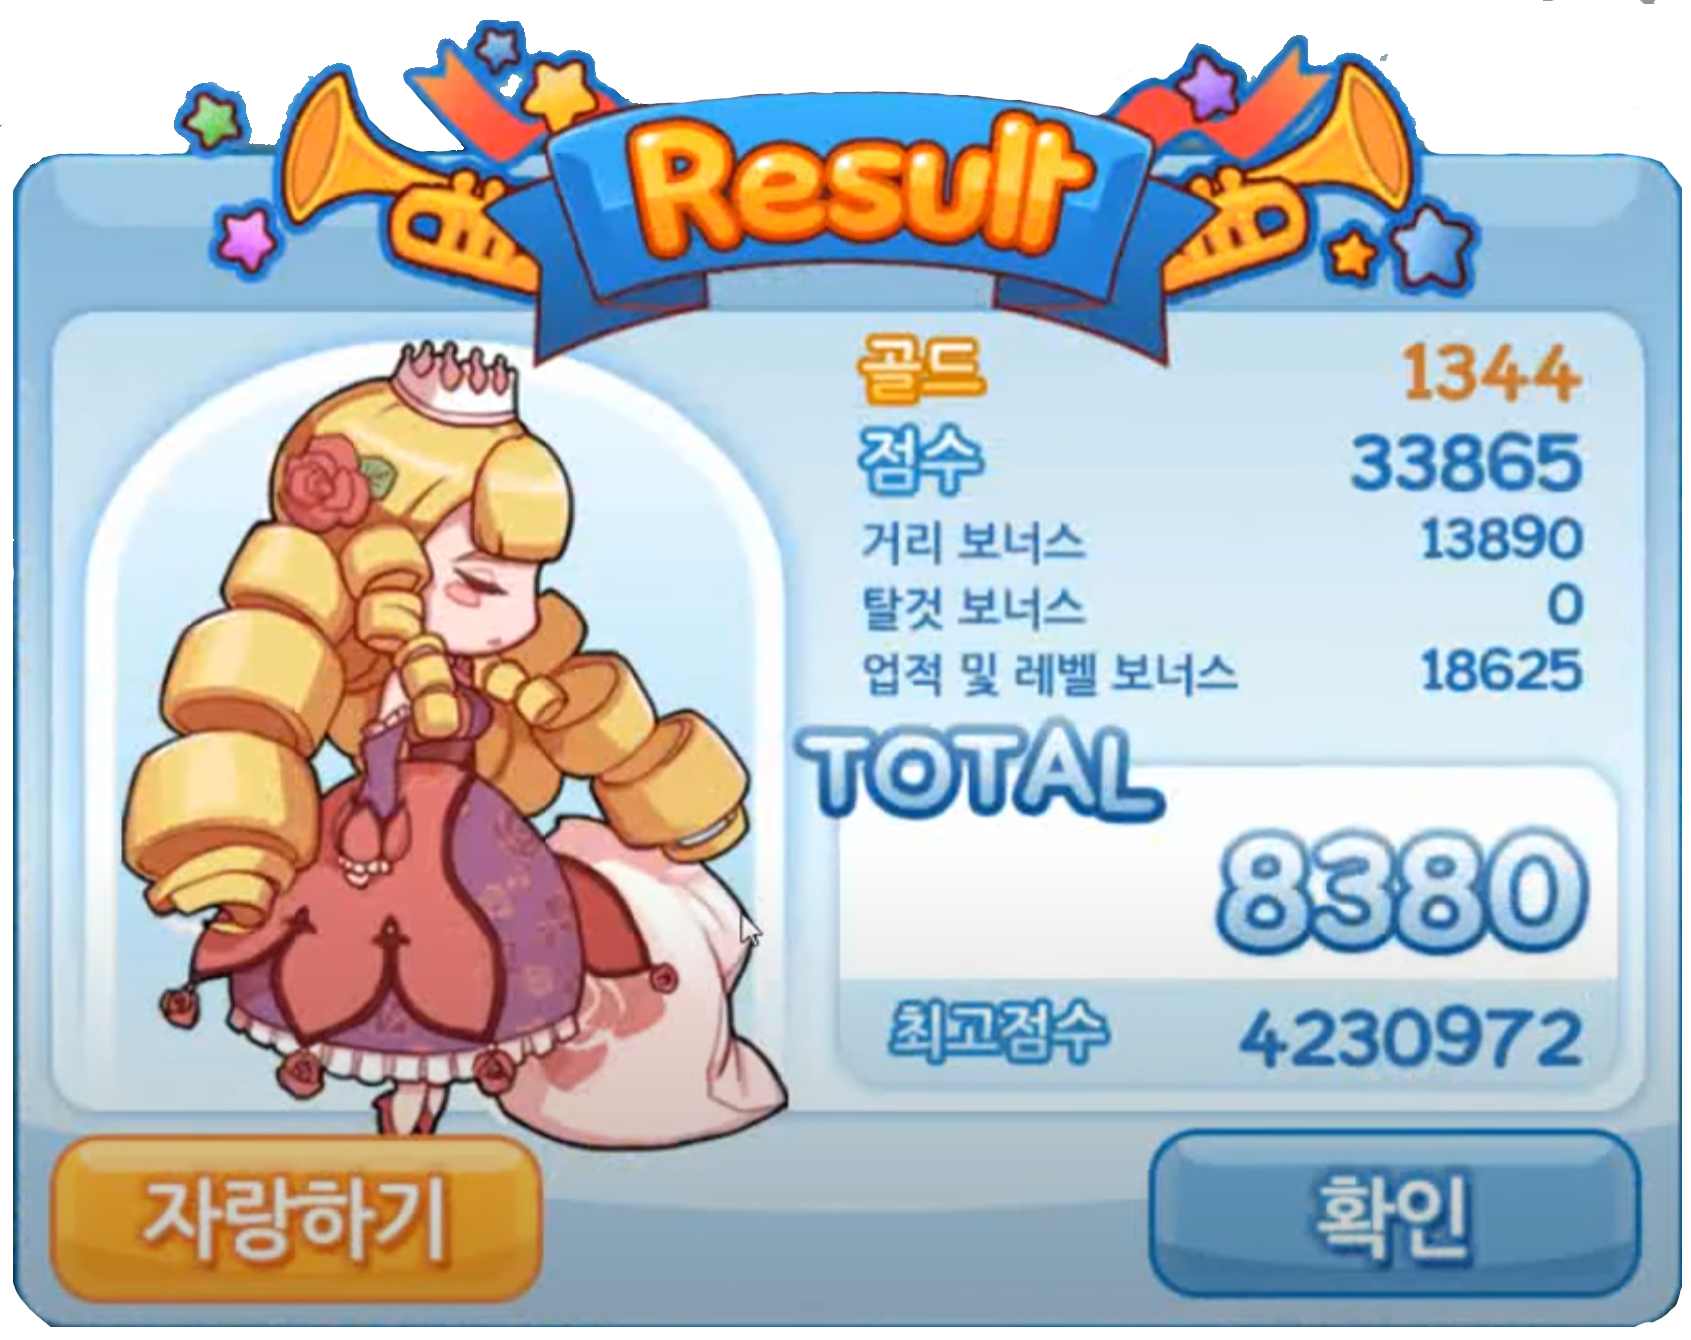 Result
골드 1344
점수 33865
거리 보너스 13890
탈것 보너스 0
업적 및 레벨 보너스 18625
TOTAL
8380
최고점수 4230972
자랑하기 확인